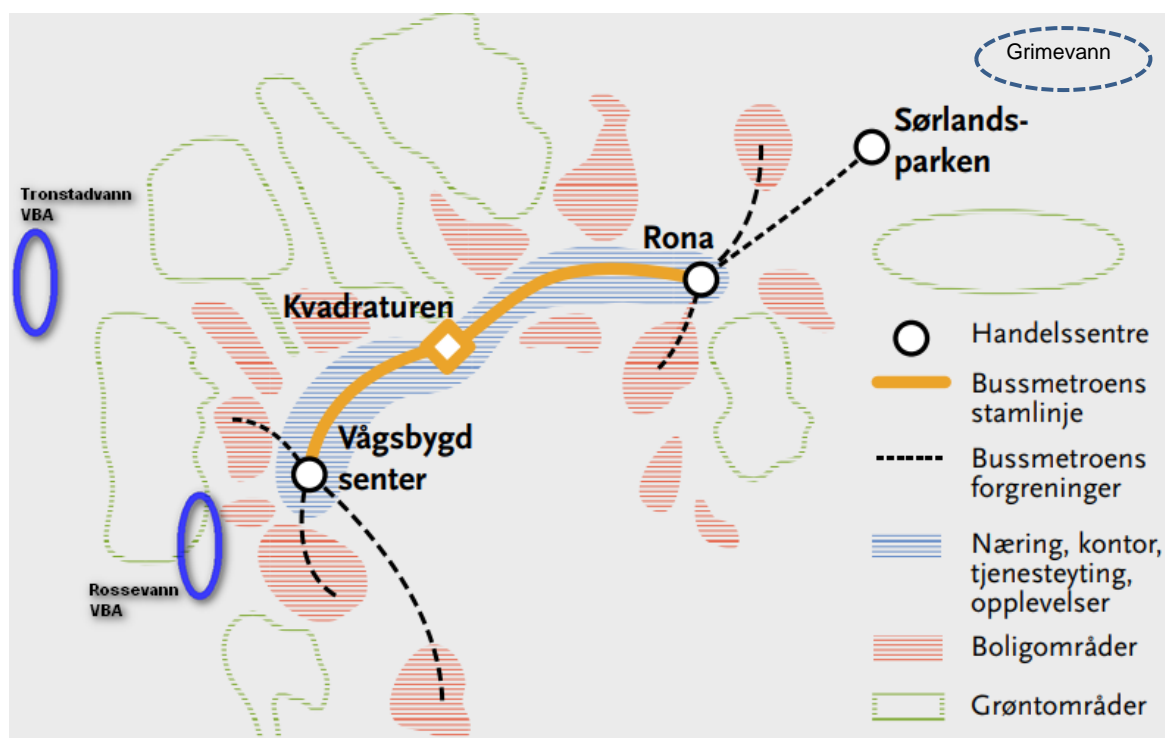 Grimevann
Sørlands-
parken
Tronstadvann
VBA
Rona
Kvadraturen
Vågsbygd
senter
Rossevann
VBA
Handelssentre
Bussmetroens
stamlinje
Bussmetroens
forgreninger
Næring, kontor,
tjenesteyting,
opplevelser
Boligområder
Grøntområder